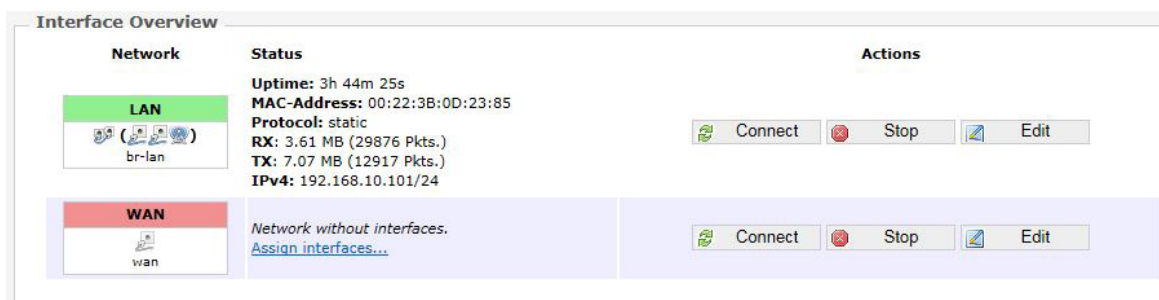 Interface Overview
Network Status Actions
LAN
( )
br-lan
Uptime: 3h 44m 25s
MAC-Address: 00:22:3B:0D:23:85
Protocol: static
RX: 3.61 MB (29876 Pkts.)
TX: 7.07 MB (12917 Pkts.)
IPv4: 192.168.10.101/24
Connect Stop Edit
WAN
wan
Network without interfaces.
Assign interfaces...
Connect Stop Edit